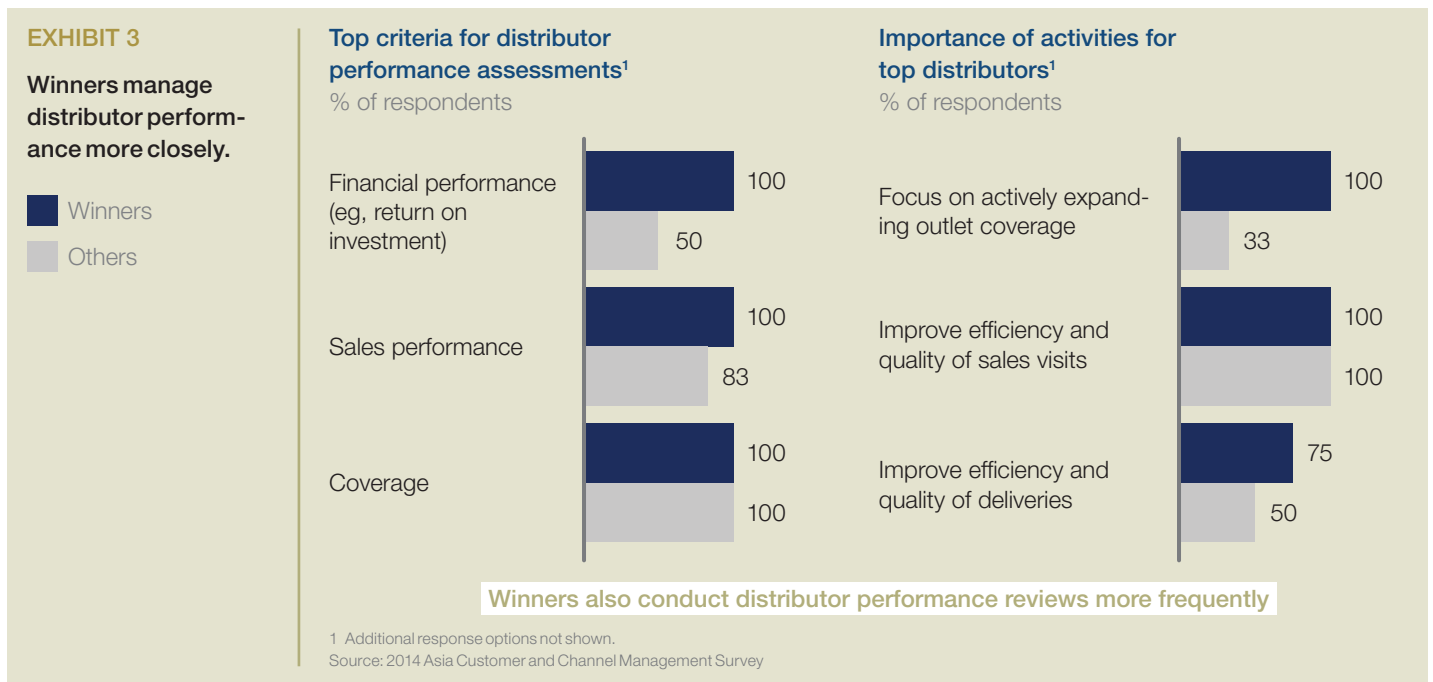 EXHIBIT 3
Winners manage
distributor perform-
ance more closely.
Winners
Others
Top criteria for distributor
performance assessments¹
% of respondents
Financial performance
(eg, return on
investment)
100
50
Sales performance
100
83
Coverage
100
100
Importance of activities for
top distributors¹
% of respondents
Focus on actively expand-
ing outlet coverage
100
33
Improve efficiency and
quality of sales visits
100
100
Improve efficiency and
quality of deliveries
75
50
Winners also conduct distributor performance reviews more frequently
1 Additional response options not shown.
Source: 2014 Asia Customer and Channel Management Survey